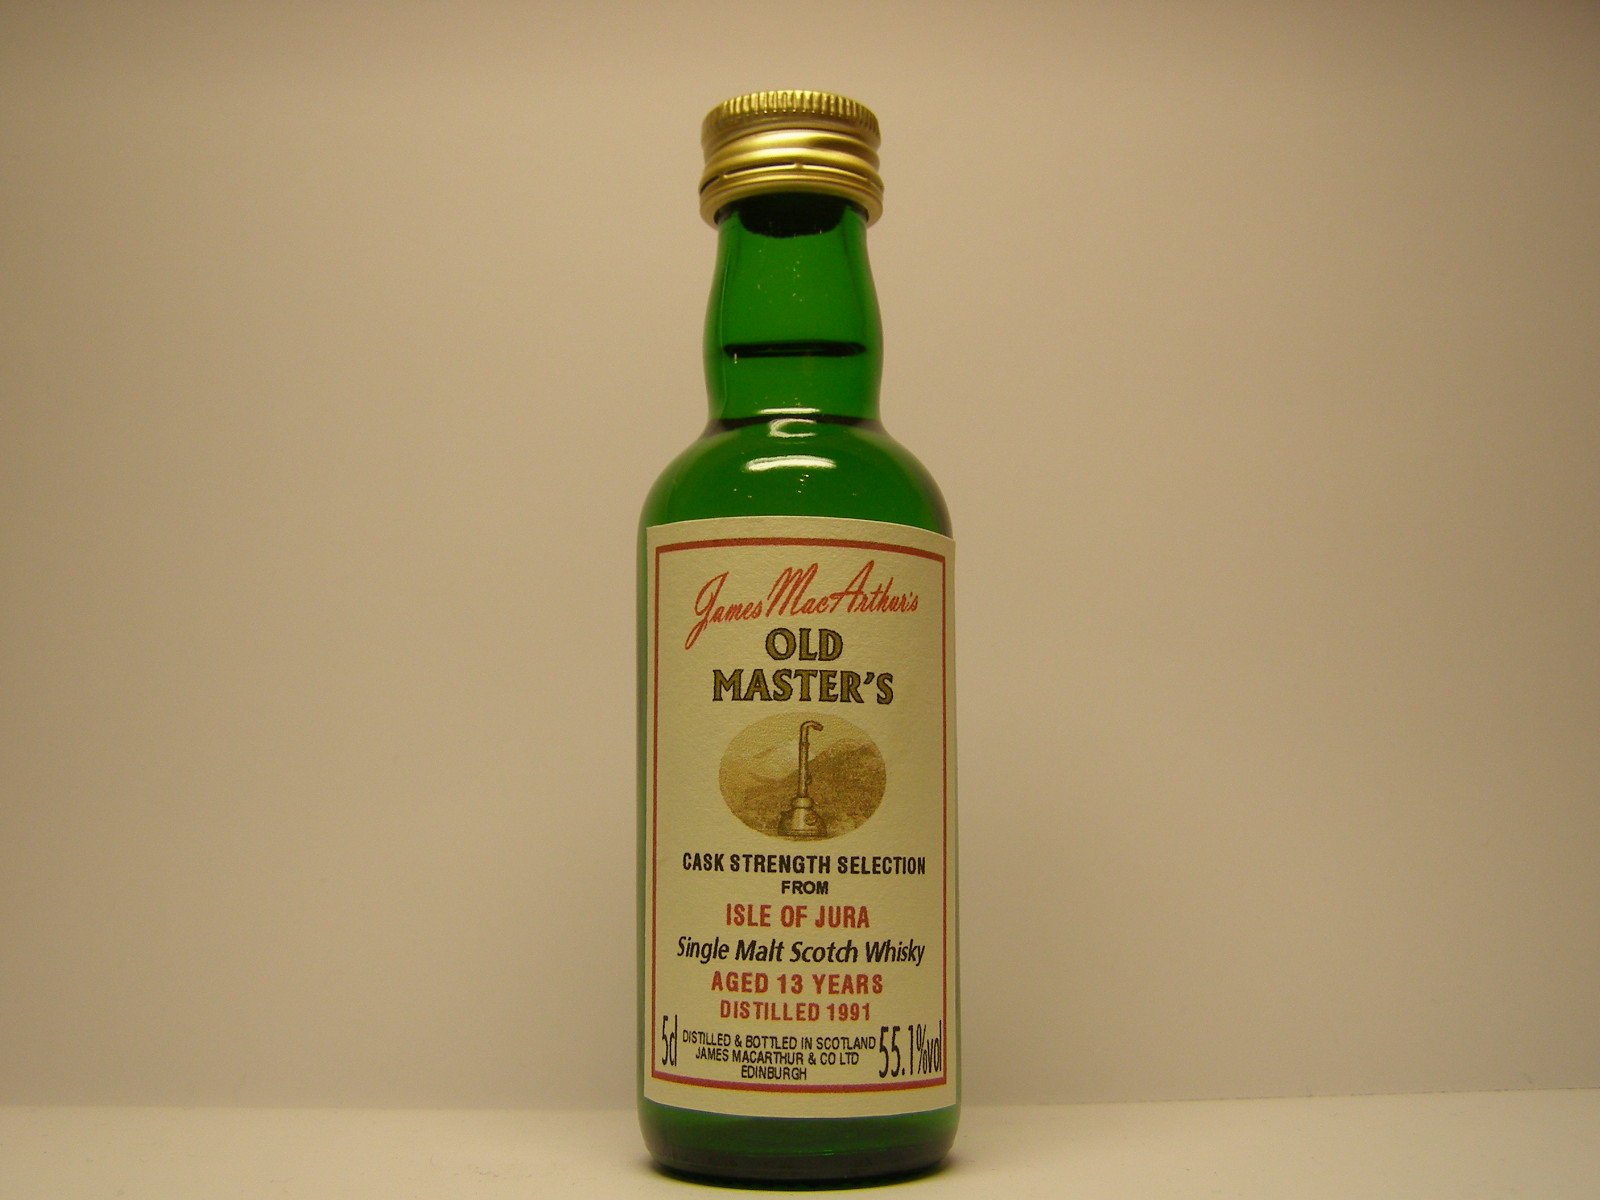 James MacArthur's
OLD
MASTER'S
CASK STRENGTH SELECTION
FROM
ISLE OF JURA
Single Malt Scotch Whisky
AGED 13 YEARS
DISTILLED 1991
5cl
DISTILLED & BOTTLED IN SCOTLAND
JAMES MACARTHUR & CO LTD
EDINBURGH
55.1%vol